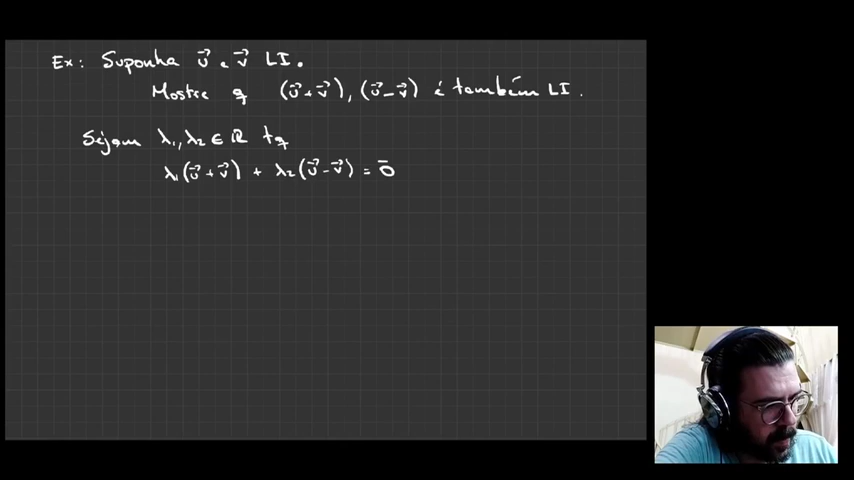 Ex: Suponha u⃗ e v⃗ LI.
Mostre q (u⃗+v⃗), (u⃗-v⃗) é também LI.
Sejam λ₁, λ₂ ∈ ℝ tq
λ₁(u⃗+v⃗) + λ₂(u⃗-v⃗) = 0⃗